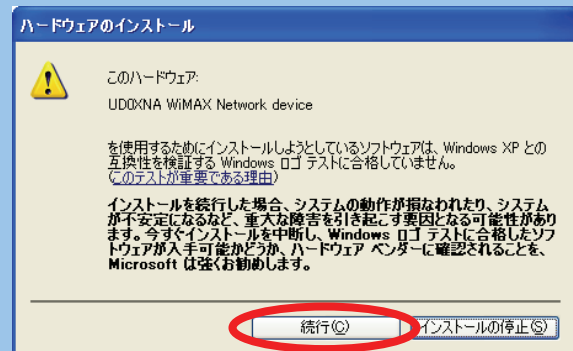 ハードウェアのインストール
このハードウェア:
UD0XNA WiMAX Network device
を使用するためにインストールしようとしているソフトウェアは、Windows XP との
互換性を検証する Windows ロゴ テストに合格していません。
(このテストが重要である理由)
インストールを続行した場合、システムの動作が損なわれたり、システム
が不安定になるなど、重大な障害を引き起こす要因となる可能性があり
ます。今すぐインストールを中断し、Windows ロゴ テストに合格したソフ
トウェアが入手可能かどうか、ハードウェア ベンダーに確認されることを、
Microsoft は強くお勧めします。
続行(C)
インストールの停止(S)